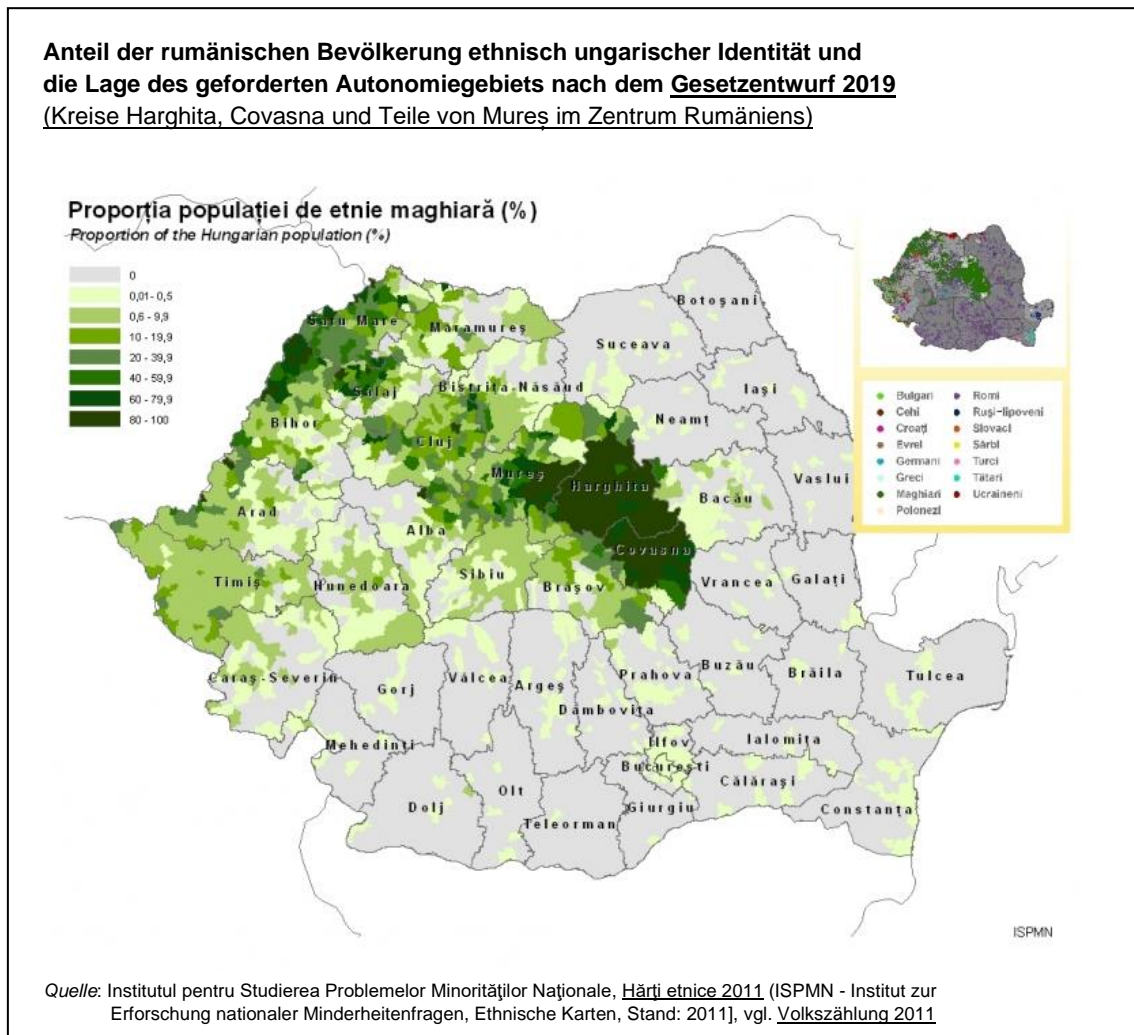 Anteil der rumänischen Bevölkerung ethnisch ungarischer Identität und
die Lage des geforderten Autonomiegebiets nach dem Gesetzentwurf 2019
(Kreise Harghita, Covasna und Teile von Mureș im Zentrum Rumäniens)
Proporția populației de etnie maghiară (%)
Proportion of the Hungarian population (%)
0
0,01 - 0,5
0,6 - 9,9
10 - 19,9
20 - 39,9
40 - 59,9
60 - 79,9
80 - 100
Botoșani
Satu Mare
Maramureș
Suceava
Iași
Sălaj
Bistrița-Năsăud
Neamț
Bihor
Cluj
Mureș
Harghita
Bacău
Vaslui
Arad
Alba
Covasna
Timiș
Hunedoara
Sibiu
Brașov
Vrancea
Galați
Caraș-Severin
Gorj
Vâlcea
Argeș
Prahova
Buzău
Brăila
Tulcea
Dâmbovița
Mehedinți
Ilfov
Ialomița
București
Călărași
Dolj
Olt
Giurgiu
Constanța
Teleorman
Bulgari
Cehi
Croați
Evrei
Germani
Greci
Maghiari
Polonezi
Romi
Ruși-lipoveni
Slovaci
Sârbi
Turci
Tătari
Ucraineni
ISPMN
Quelle: Institutul pentru Studierea Problemelor Minorităților Naționale, Hărți etnice 2011 (ISPMN - Institut zur
Erforschung nationaler Minderheitenfragen, Ethnische Karten, Stand: 2011], vgl. Volkszählung 2011